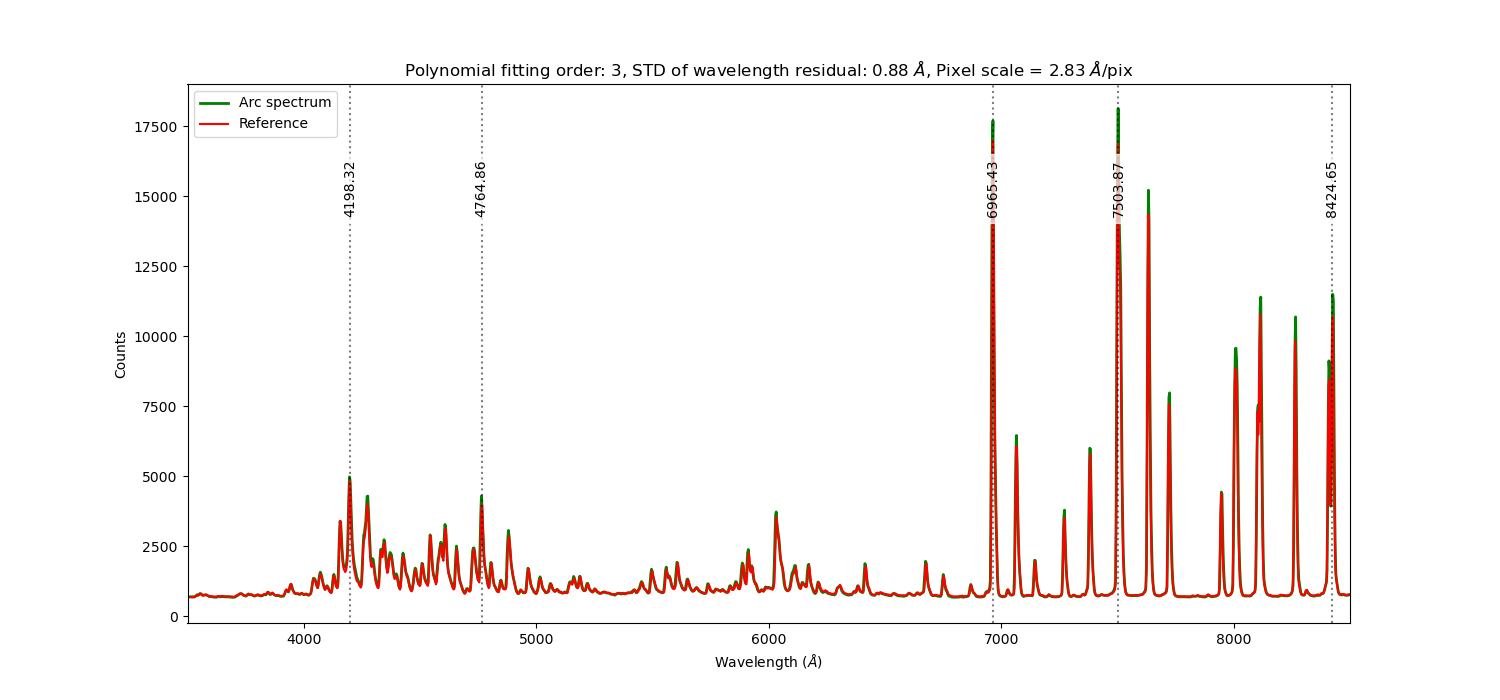 Polynomial fitting order: 3, STD of wavelength residual: 0.88 Å, Pixel scale = 2.83 Å/pix
Arc spectrum
Reference
4198.32
4764.86
6965.43
7503.87
8424.65
17500
15000
12500
10000
7500
5000
2500
0
Counts
4000 5000 6000 7000 8000
Wavelength (Å)